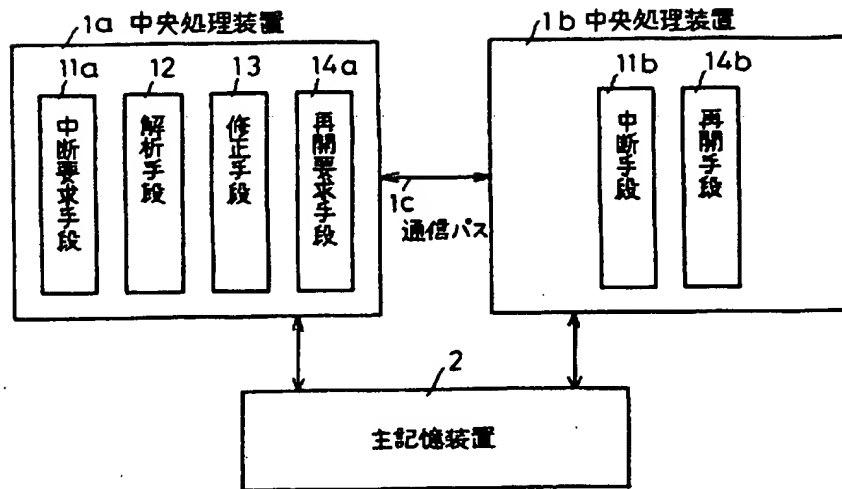 1a 中央処理装置
11a
12
13
14a
中断要求手段
解析手段
修正手段
再開要求手段
1c
通信パス
1b 中央処理装置
11b
14b
中断手段
再開手段
2
主記憶装置